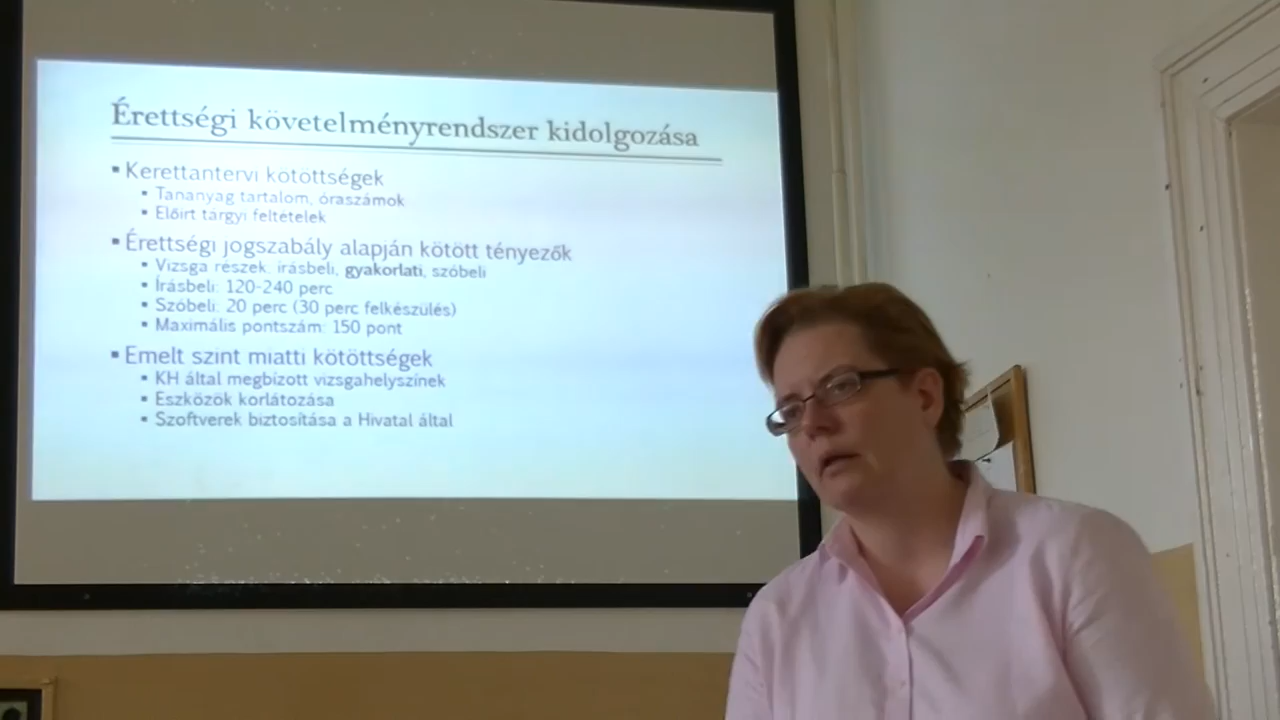 Érettségi követelményrendszer kidolgozása
▪ Kerettantervi kötöttségek
▪ Tananyag tartalom, óraszámok
▪ Előírt tárgyi feltételek
▪ Érettségi jogszabály alapján kötött tényezők
▪ Vizsga részek: írásbeli, gyakorlati, szóbeli
▪ Írásbeli: 120-240 perc
▪ Szóbeli: 20 perc (30 perc felkészülés)
▪ Maximális pontszám: 150 pont
▪ Emelt szint miatti kötöttségek
▪ KH által megbízott vizsgahelyszínek
▪ Eszközök korlátozása
▪ Szoftverek biztosítása a Hivatal által